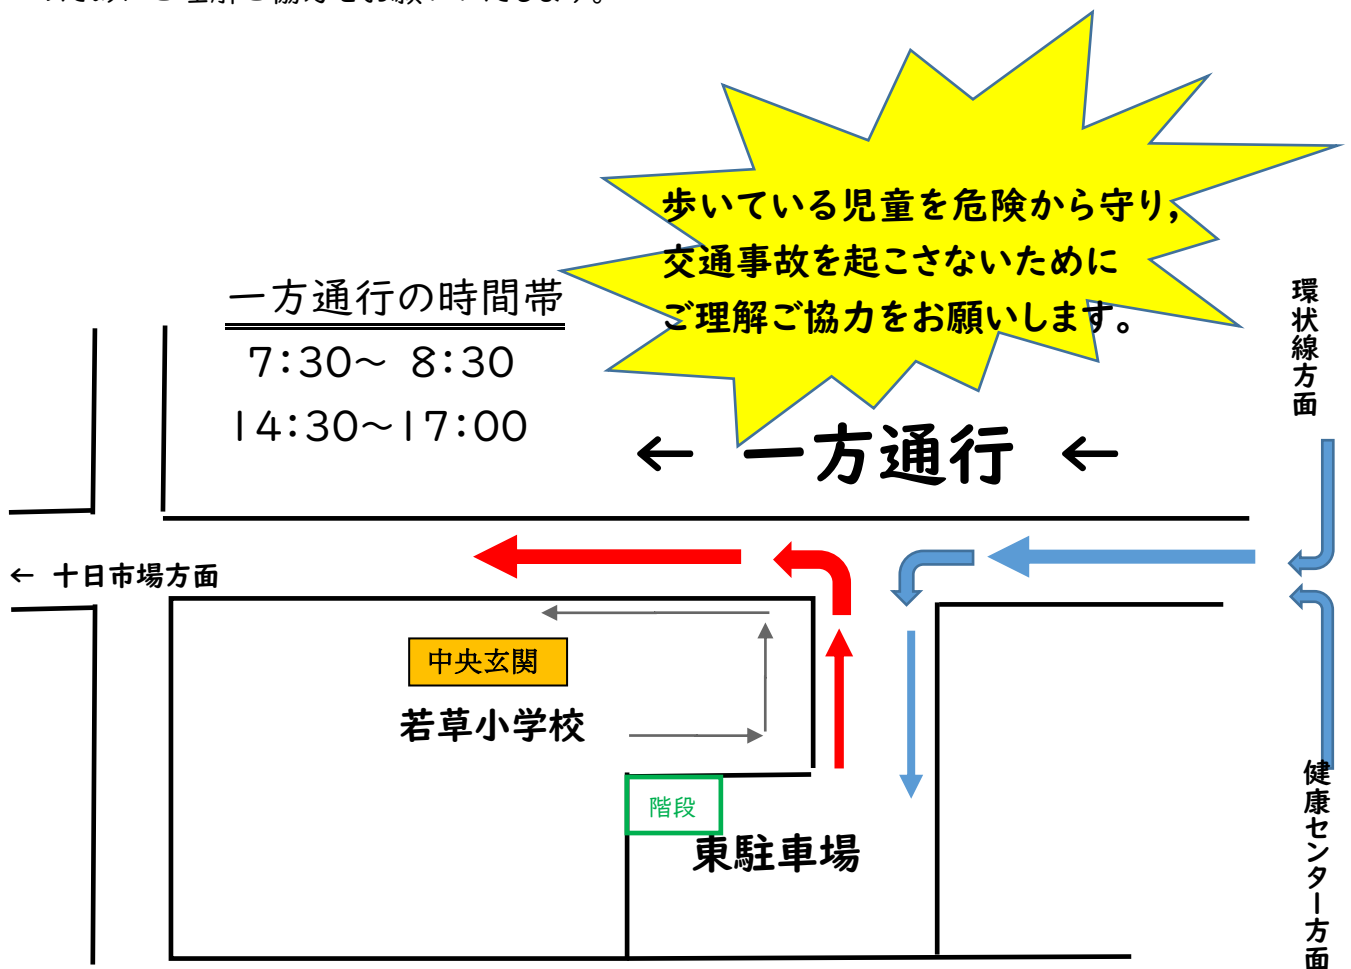 歩いている児童を危険から守り,
交通事故を起こさないために
ご理解ご協力をお願いします。
一方通行の時間帯
7:30～ 8:30
14:30～17:00
← 一方通行 ←
環状線方面
← 十日市場方面
中央玄関
若草小学校
階段
東駐車場
健康センター方面